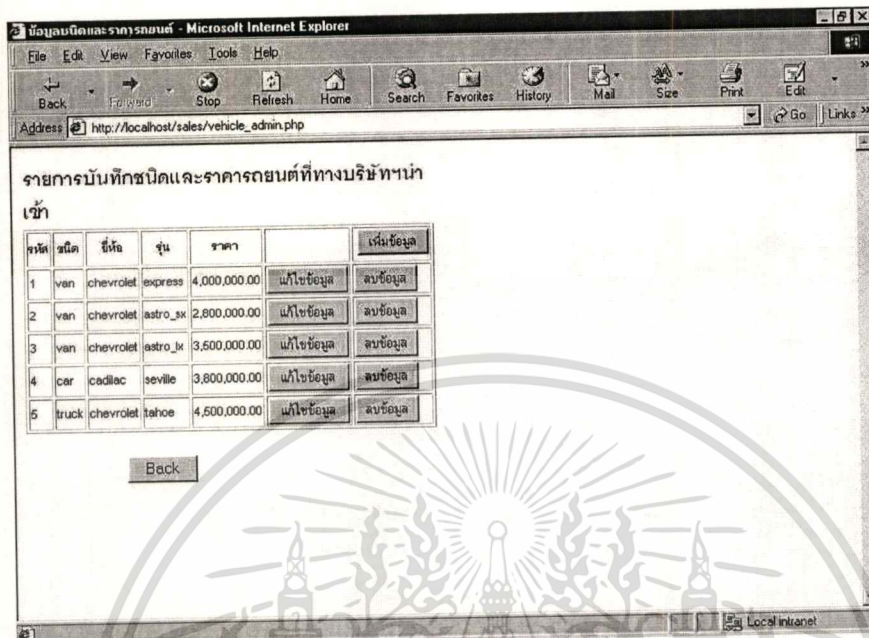 ข้อมูลชนิดและราคารถยนต์ - Microsoft Internet Explorer
File Edit View Favorites Tools Help
Back Forward Stop Refresh Home Search Favorites History Mail Size Print Edit
Address http://localhost/sales/vehicle_admin.php Go Links
รายการบันทึกชนิดและราคารถยนต์ที่ทางบริษัทฯนำ
เข้า
รหัส ชนิด ยี่ห้อ รุ่น ราคา เพิ่มข้อมูล
1 van chevrolet express 4,000,000.00 แก้ไขข้อมูล ลบข้อมูล
2 van chevrolet astro_sx 2,800,000.00 แก้ไขข้อมูล ลบข้อมูล
3 van chevrolet astro_lx 3,500,000.00 แก้ไขข้อมูล ลบข้อมูล
4 car cadilac seville 3,800,000.00 แก้ไขข้อมูล ลบข้อมูล
5 truck chevrolet tahoe 4,500,000.00 แก้ไขข้อมูล ลบข้อมูล
Back
Local intranet